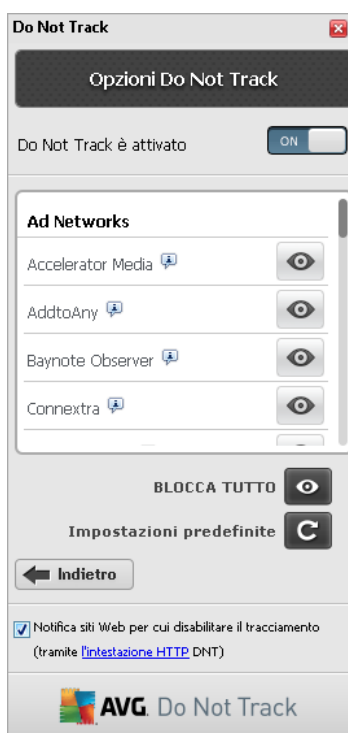 Do Not Track
Opzioni Do Not Track
Do Not Track è attivato
ON
Ad Networks
Accelerator Media
AddtoAny
Baynote Observer
Connextra
BLOCCA TUTTO
Impostazioni predefinite
Indietro
Notifica siti Web per cui disabilitare il tracciamento
(tramite l'intestazione HTTP DNT)
AVG. Do Not Track